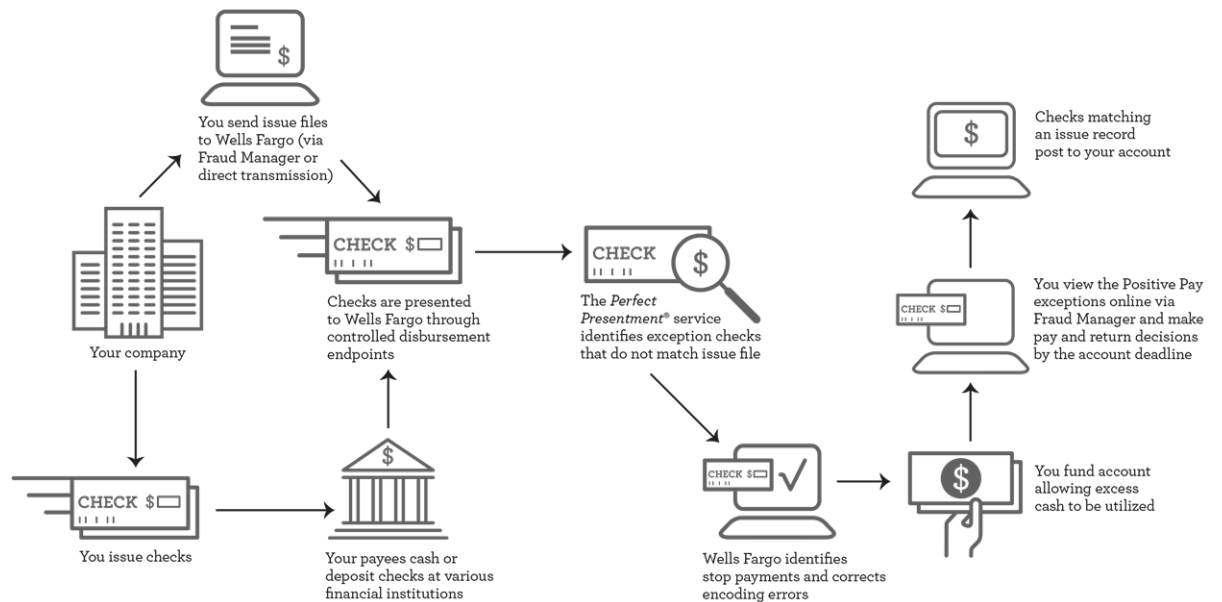 $
You send issue files
to Wells Fargo (via
Fraud Manager or
direct transmission)
Your company
CHECK $
You issue checks
$
Your payees cash or
deposit checks at various
financial institutions
CHECK $
Checks are presented
to Wells Fargo through
controlled disbursement
endpoints
CHECK
$
The Perfect
Presentment® service
identifies exception checks
that do not match issue file
CHECK $
Wells Fargo identifies
stop payments and corrects
encoding errors
$
You fund account
allowing excess
cash to be utilized
CHECK $
You view the Positive Pay
exceptions online via
Fraud Manager and make
pay and return decisions
by the account deadline
$
Checks matching
an issue record
post to your account